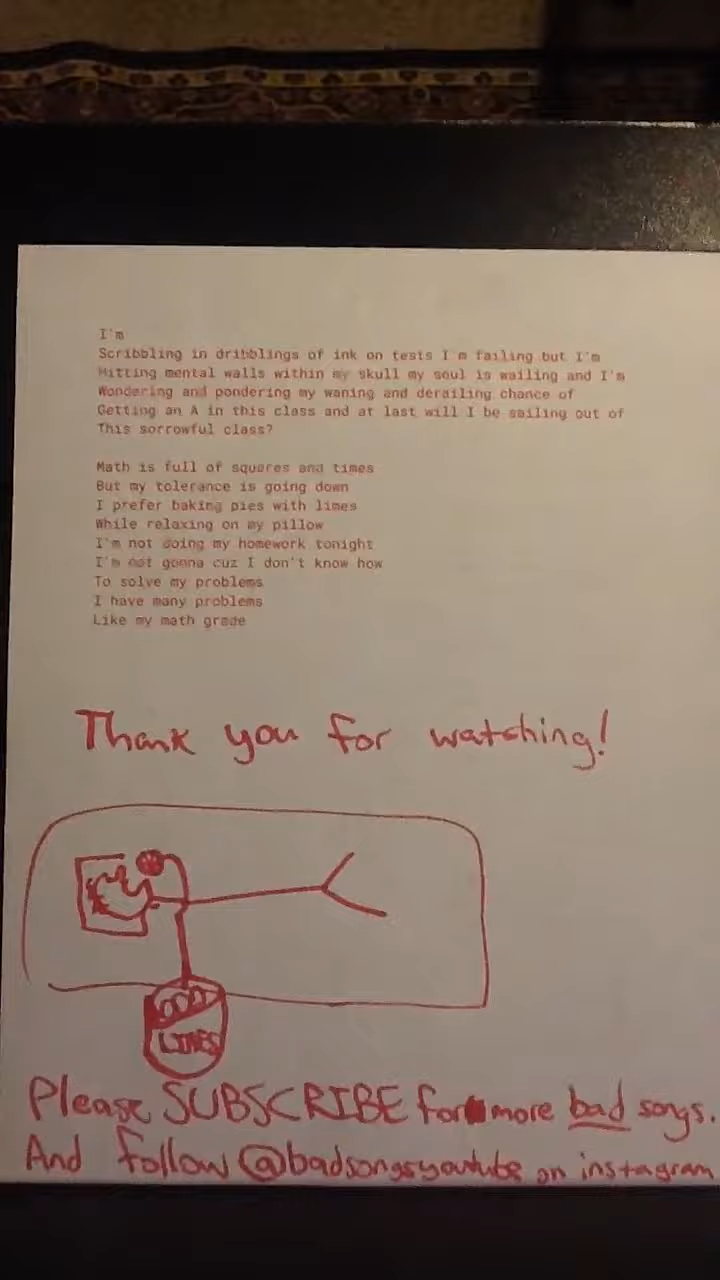 I'm
Scribbling in dribblings of ink on tests I'm failing but I'm
Hitting mental walls within my skull my soul is wailing and I'm
Wondering and pondering my waning and derailing chance of
Getting an A in this class and at last will I be sailing out of
This sorrowful class?
Math is full of squares and times
But my tolerance is going down
I prefer baking pies with limes
While relaxing on my pillow
I'm not doing my homework tonight
I'm not gonna cuz I don't know how
To solve my problems
I have many problems
Like my math grade
Thank you for watching!
LIMES
Please SUBSCRIBE for more bad songs.
And follow @badsongsyoutube on instagram